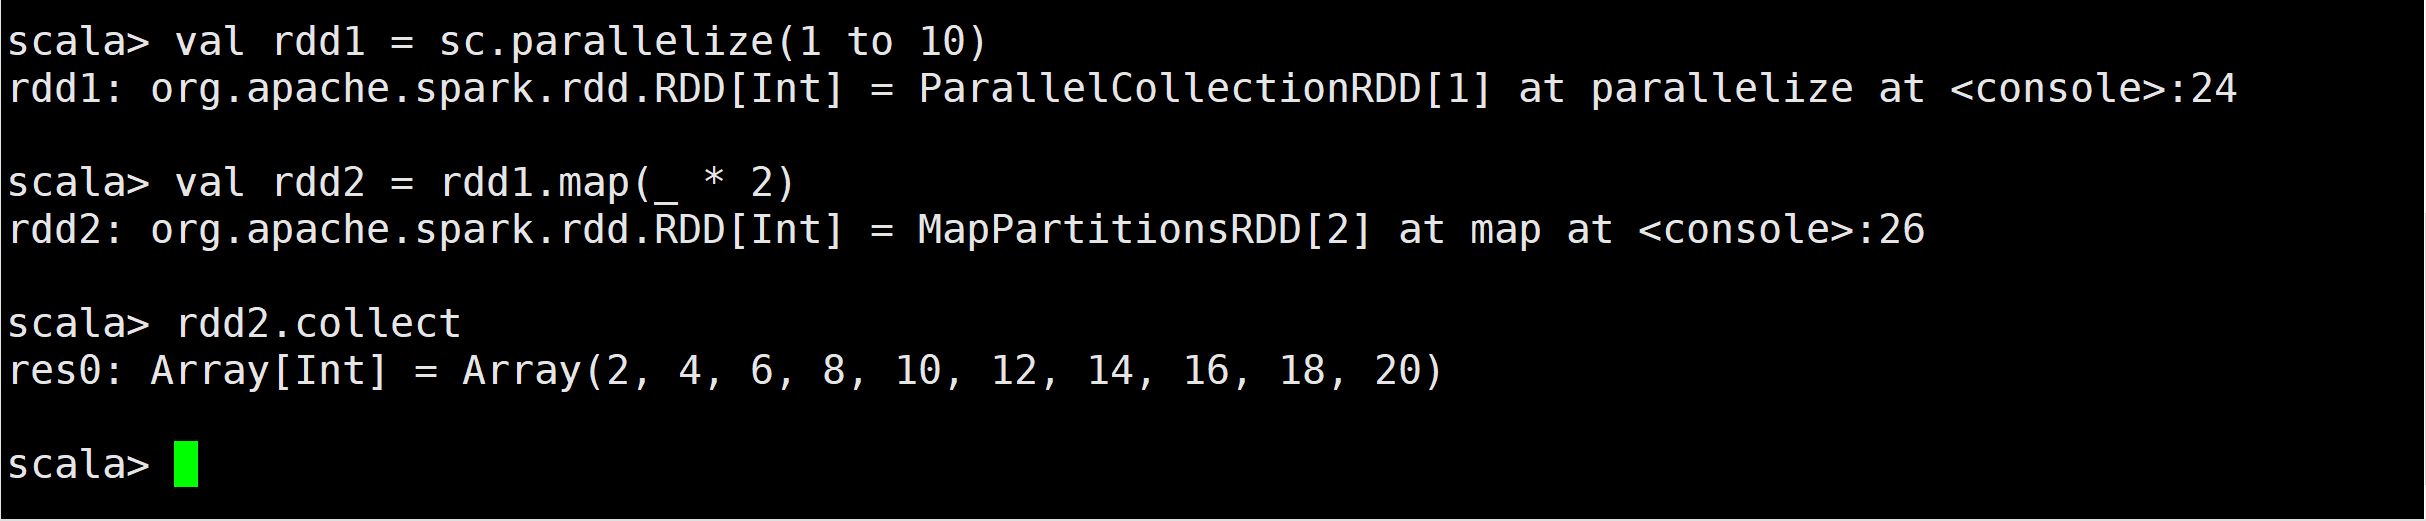 scala> val rdd1 = sc.parallelize(1 to 10)
rdd1: org.apache.spark.rdd.RDD[Int] = ParallelCollectionRDD[1] at parallelize at <console>:24
scala> val rdd2 = rdd1.map(_ * 2)
rdd2: org.apache.spark.rdd.RDD[Int] = MapPartitionsRDD[2] at map at <console>:26
scala> rdd2.collect
res0: Array[Int] = Array(2, 4, 6, 8, 10, 12, 14, 16, 18, 20)
scala>